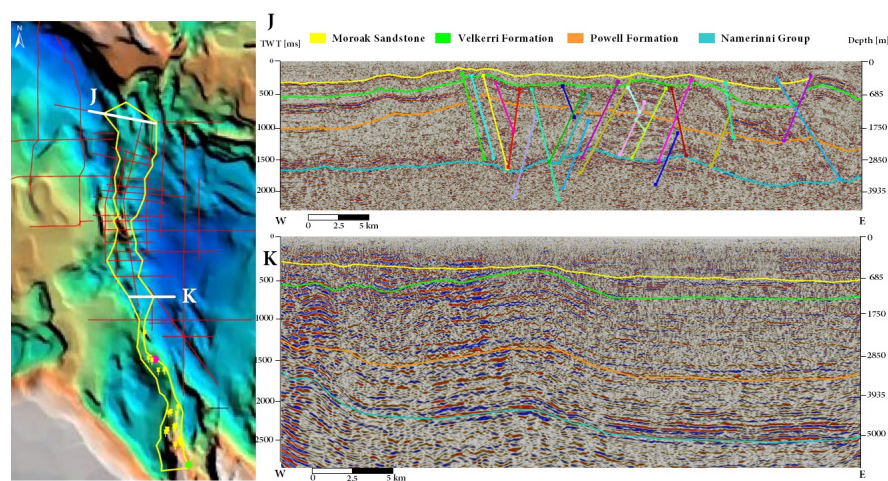 N
J
K
J
TWT [ms]
Moroak Sandstone
Velkerri Formation
Powell Formation
Namerinni Group
Depth [m]
0
500
1000
1500
2000
0
685
1750
2850
3935
W
E
0
2.5
5 km
K
0
500
1000
1500
2000
2500
0
685
1750
2850
3935
5000
W
E
0
2.5
5 km